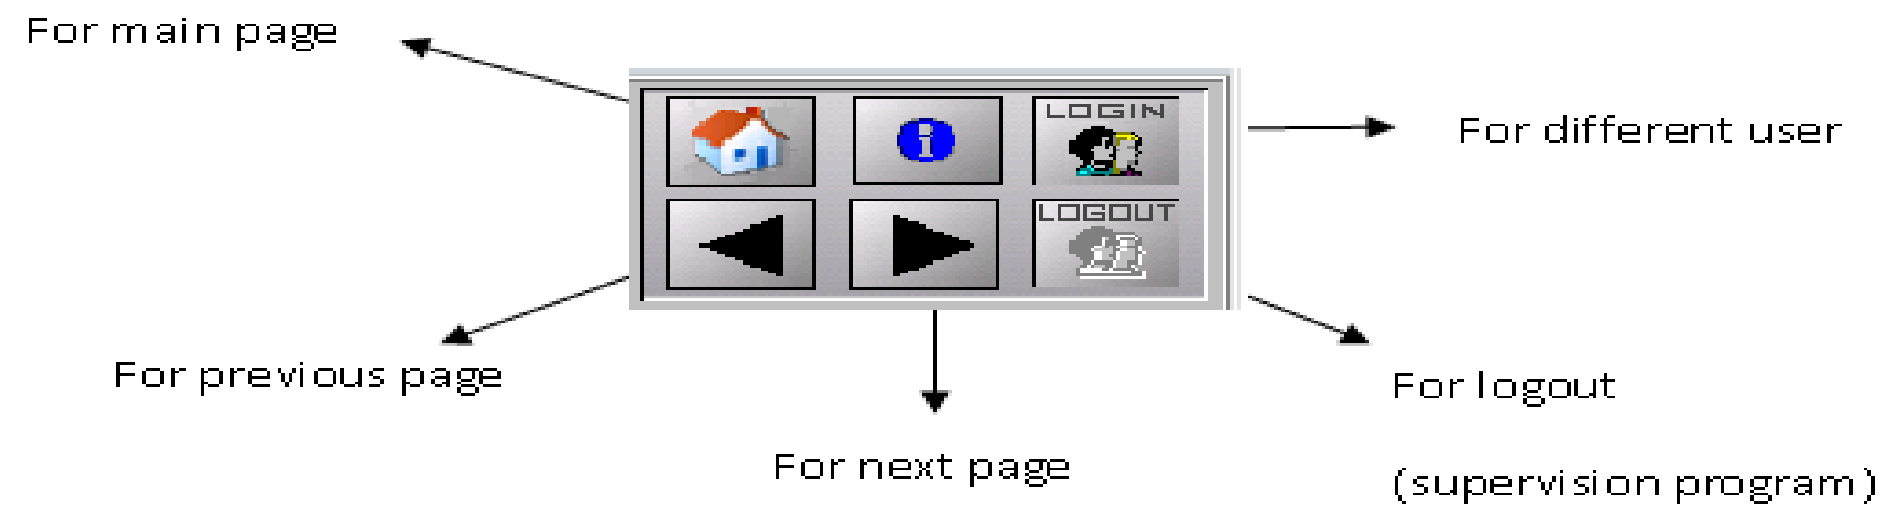 For main page
LOGIN
For different user
LOGOUT
For previous page
For logout
For next page
(supervision program)